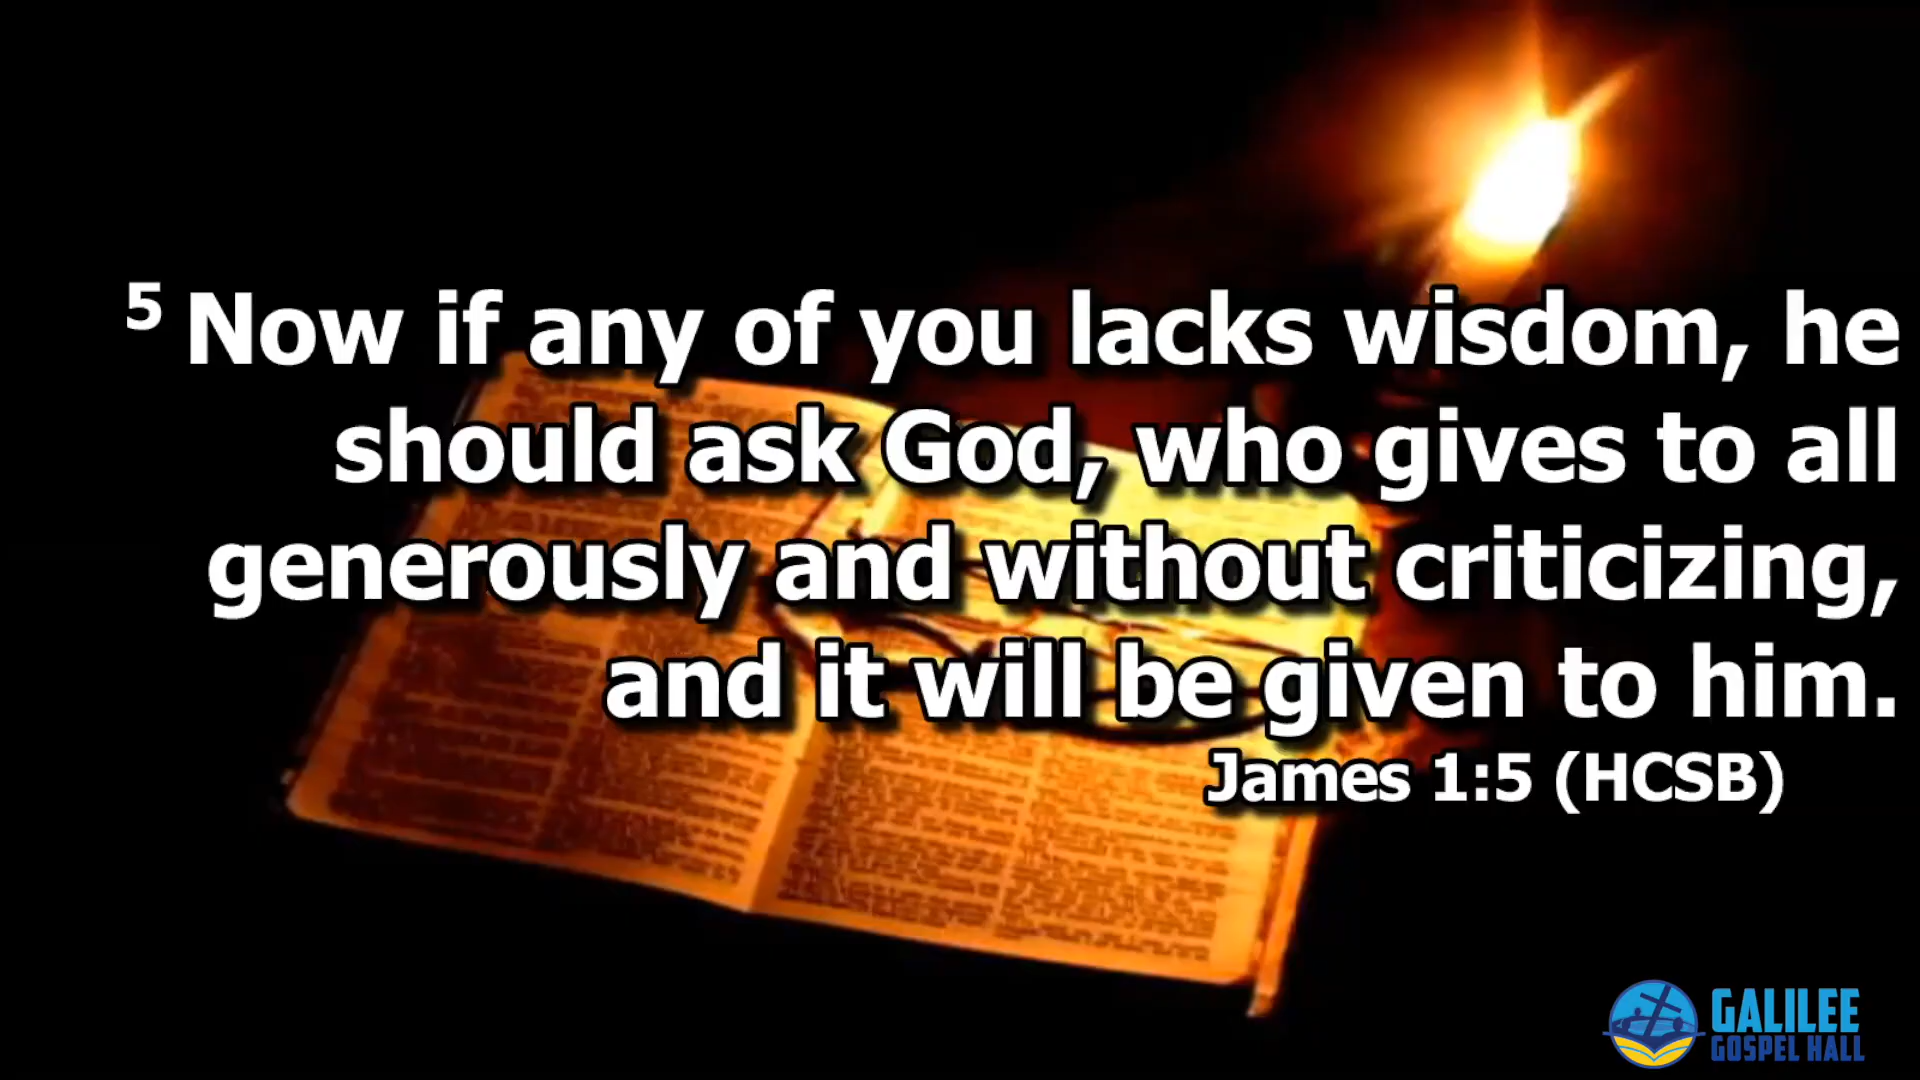 5 Now if any of you lacks wisdom, he
should ask God, who gives to all
generously and without criticizing,
and it will be given to him.
James 1:5 (HCSB)
GALILEE
GOSPEL HALL